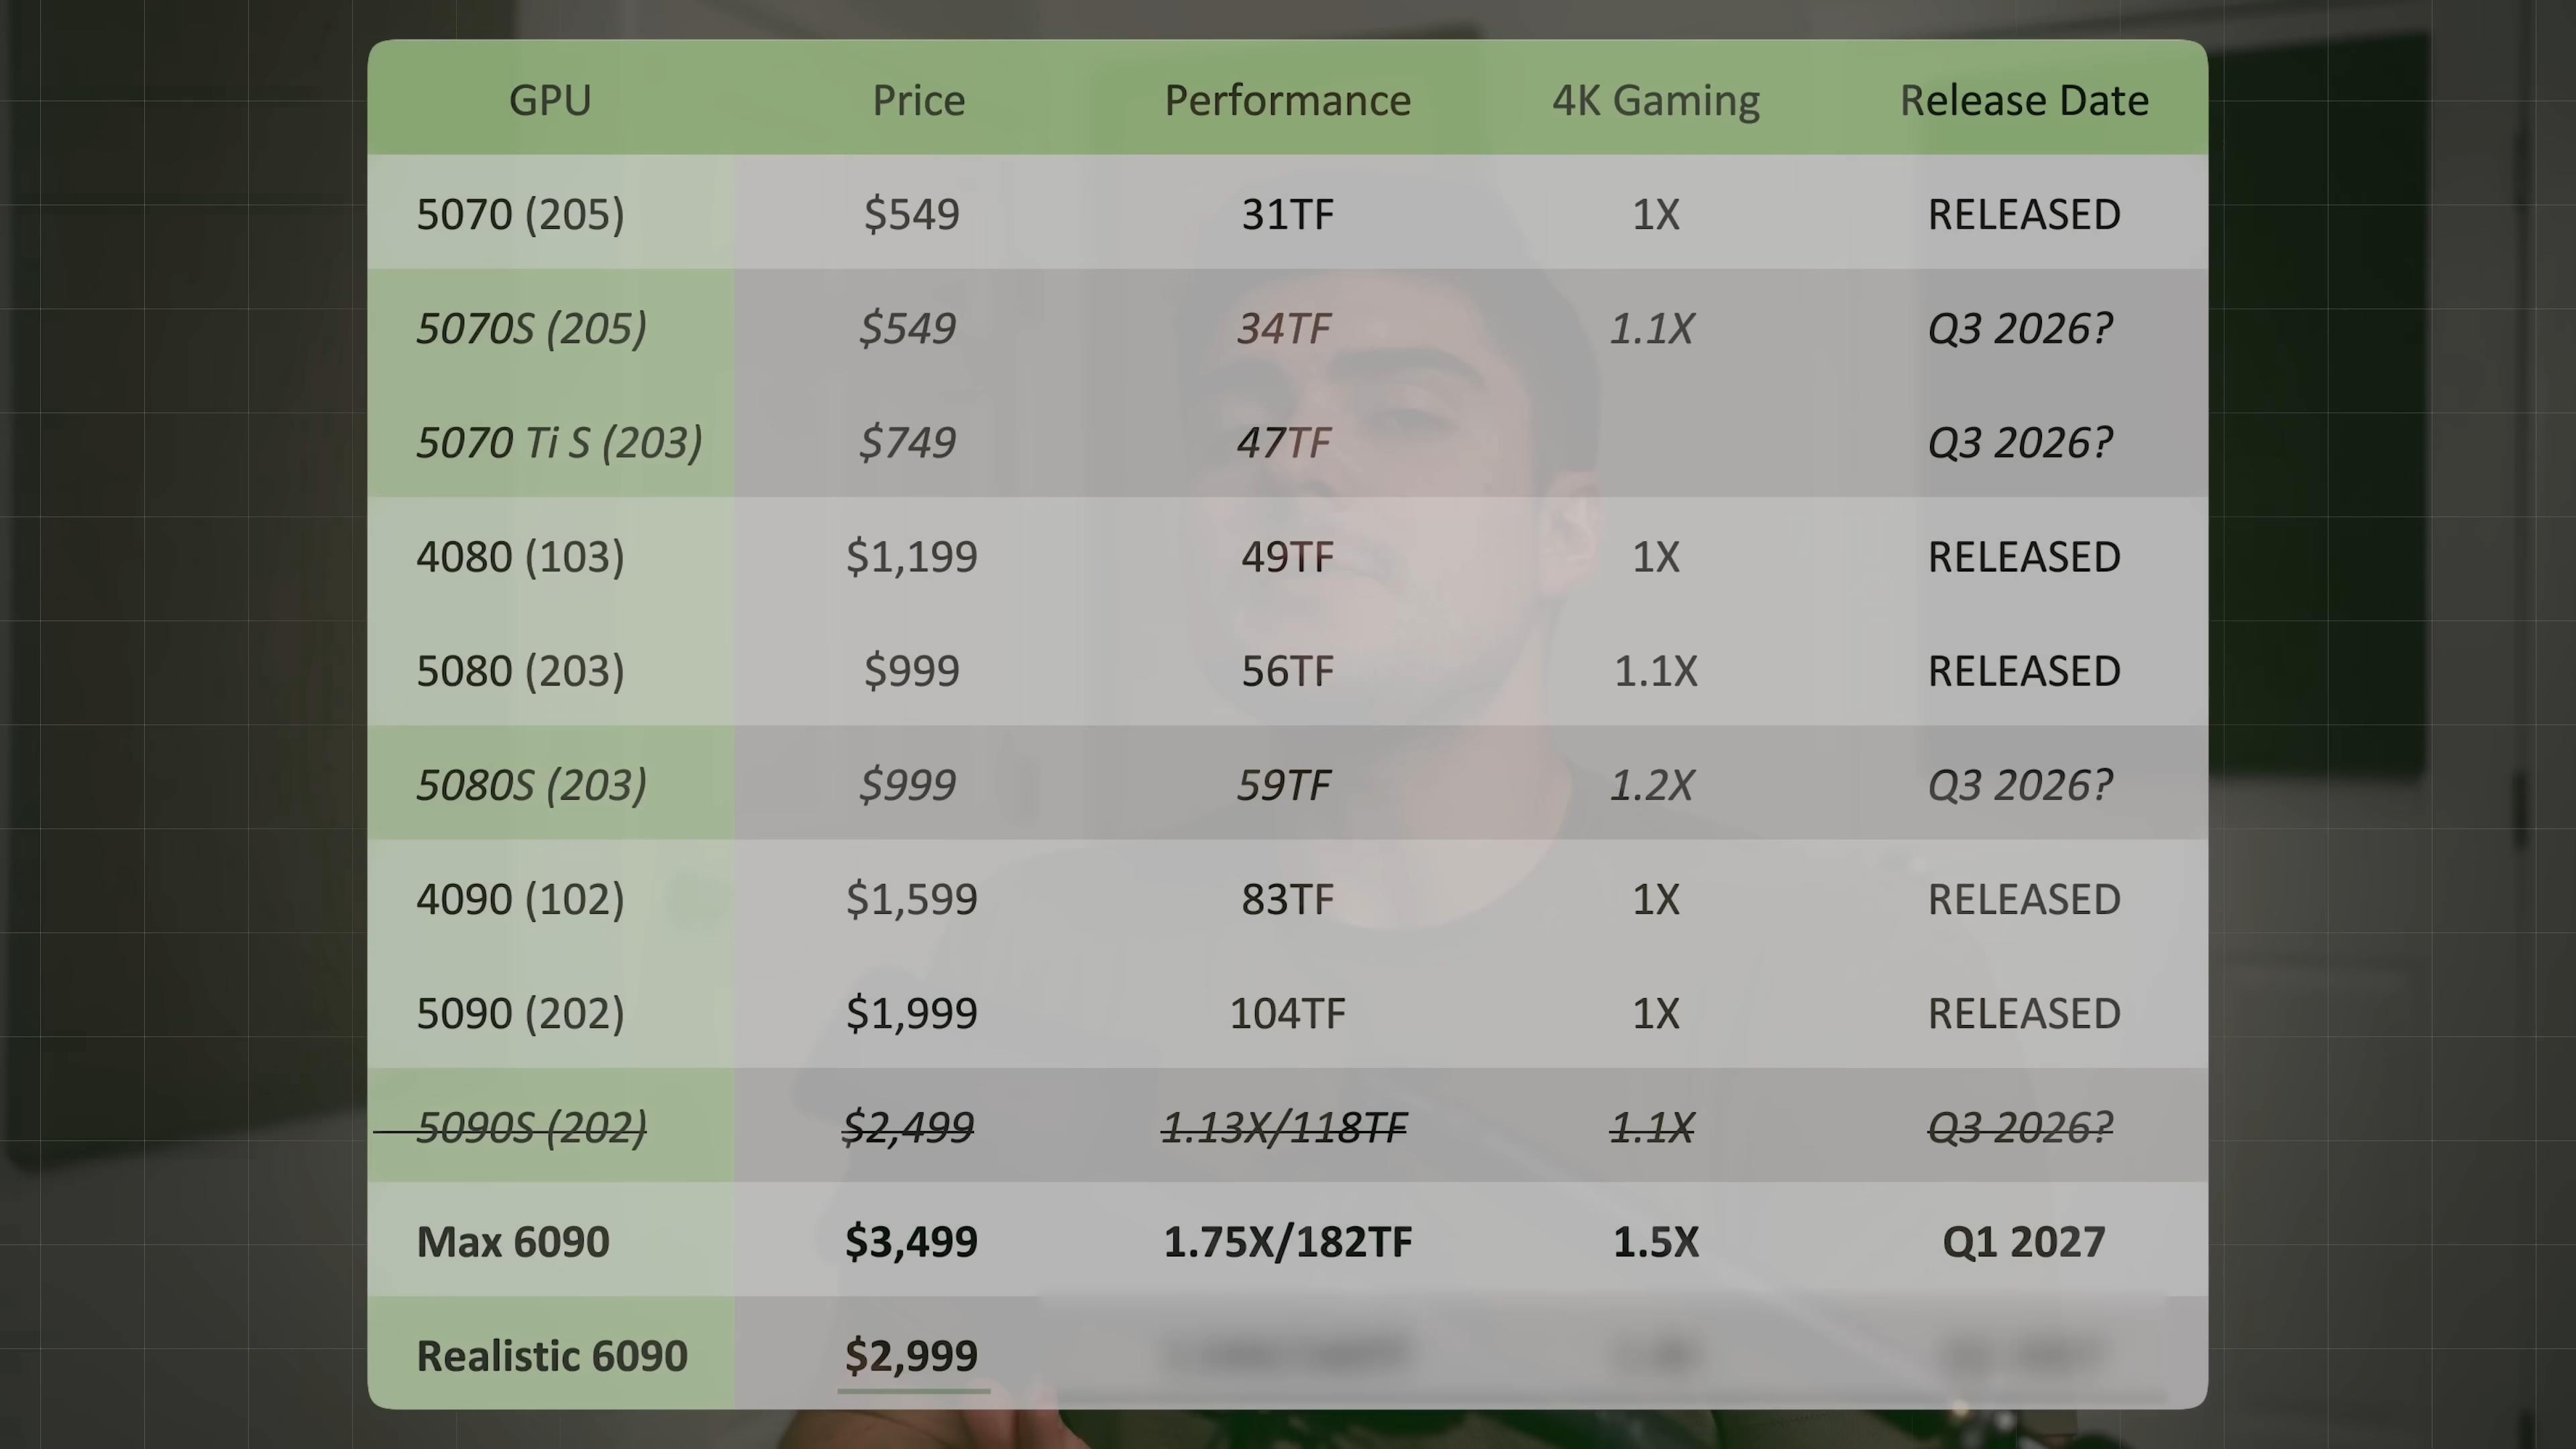 GPU Price Performance 4K Gaming Release Date
5070 (205) $549 31TF 1X RELEASED
5070S (205) $549 34TF 1.1X Q3 2026?
5070 Ti S (203) $749 47TF Q3 2026?
4080 (103) $1,199 49TF 1X RELEASED
5080 (203) $999 56TF 1.1X RELEASED
5080S (203) $999 59TF 1.2X Q3 2026?
4090 (102) $1,599 83TF 1X RELEASED
5090 (202) $1,999 104TF 1X RELEASED
5090S (202) $2,499 1.13X/118TF 1.1X Q3 2026?
Max 6090 $3,499 1.75X/182TF 1.5X Q1 2027
Realistic 6090 $2,999